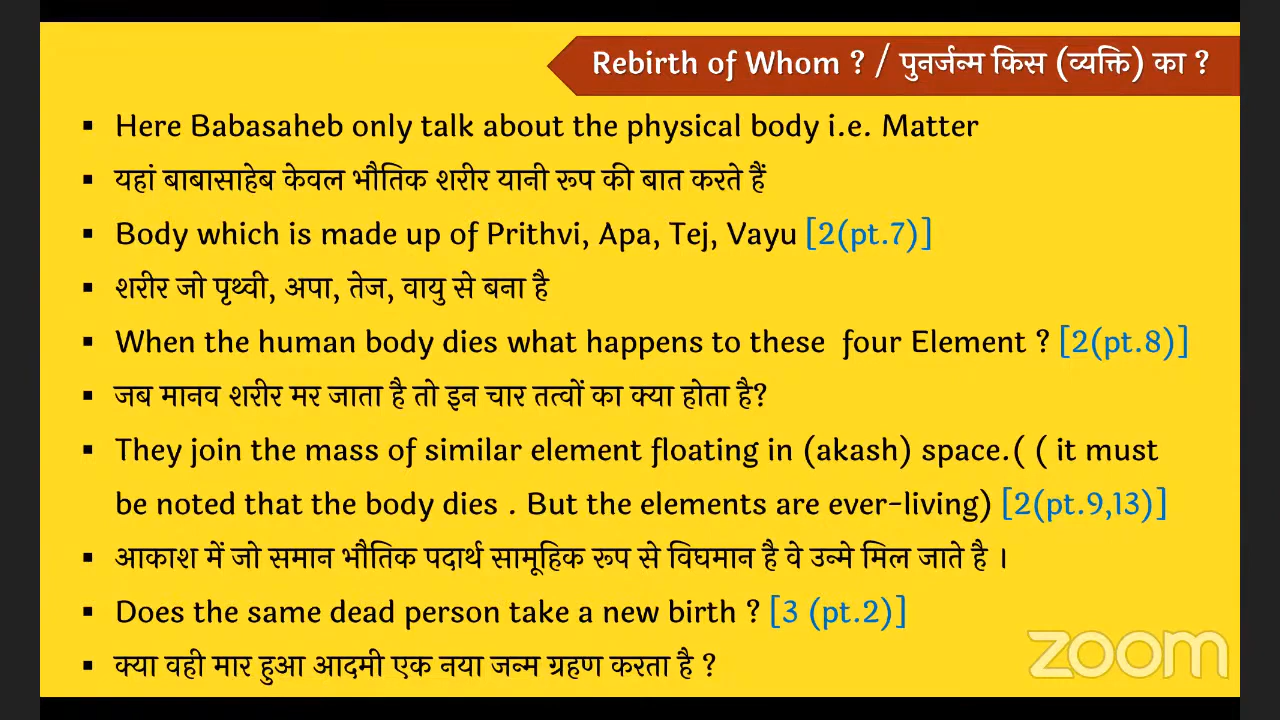 Rebirth of Whom ? / पुनर्जन्म किस (व्यक्ति) का ?
▪ Here Babasaheb only talk about the physical body i.e. Matter
▪ यहां बाबासाहेब केवल भौतिक शरीर यानी रूप की बात करते हैं
▪ Body which is made up of Prithvi, Apa, Tej, Vayu [2(pt.7)]
▪ शरीर जो पृथ्वी, अपा, तेज, वायु से बना है
▪ When the human body dies what happens to these four Element ? [2(pt.8)]
▪ जब मानव शरीर मर जाता है तो इन चार तत्वों का क्या होता है?
▪ They join the mass of similar element floating in (akash) space.( ( it must
be noted that the body dies . But the elements are ever-living) [2(pt.9,13)]
▪ आकाश में जो समान भौतिक पदार्थ सामूहिक रूप से विघमान है वे उन्मे मिल जाते है ।
▪ Does the same dead person take a new birth ? [3 (pt.2)]
▪ क्या वही मार हुआ आदमी एक नया जन्म ग्रहण करता है ?
zoom